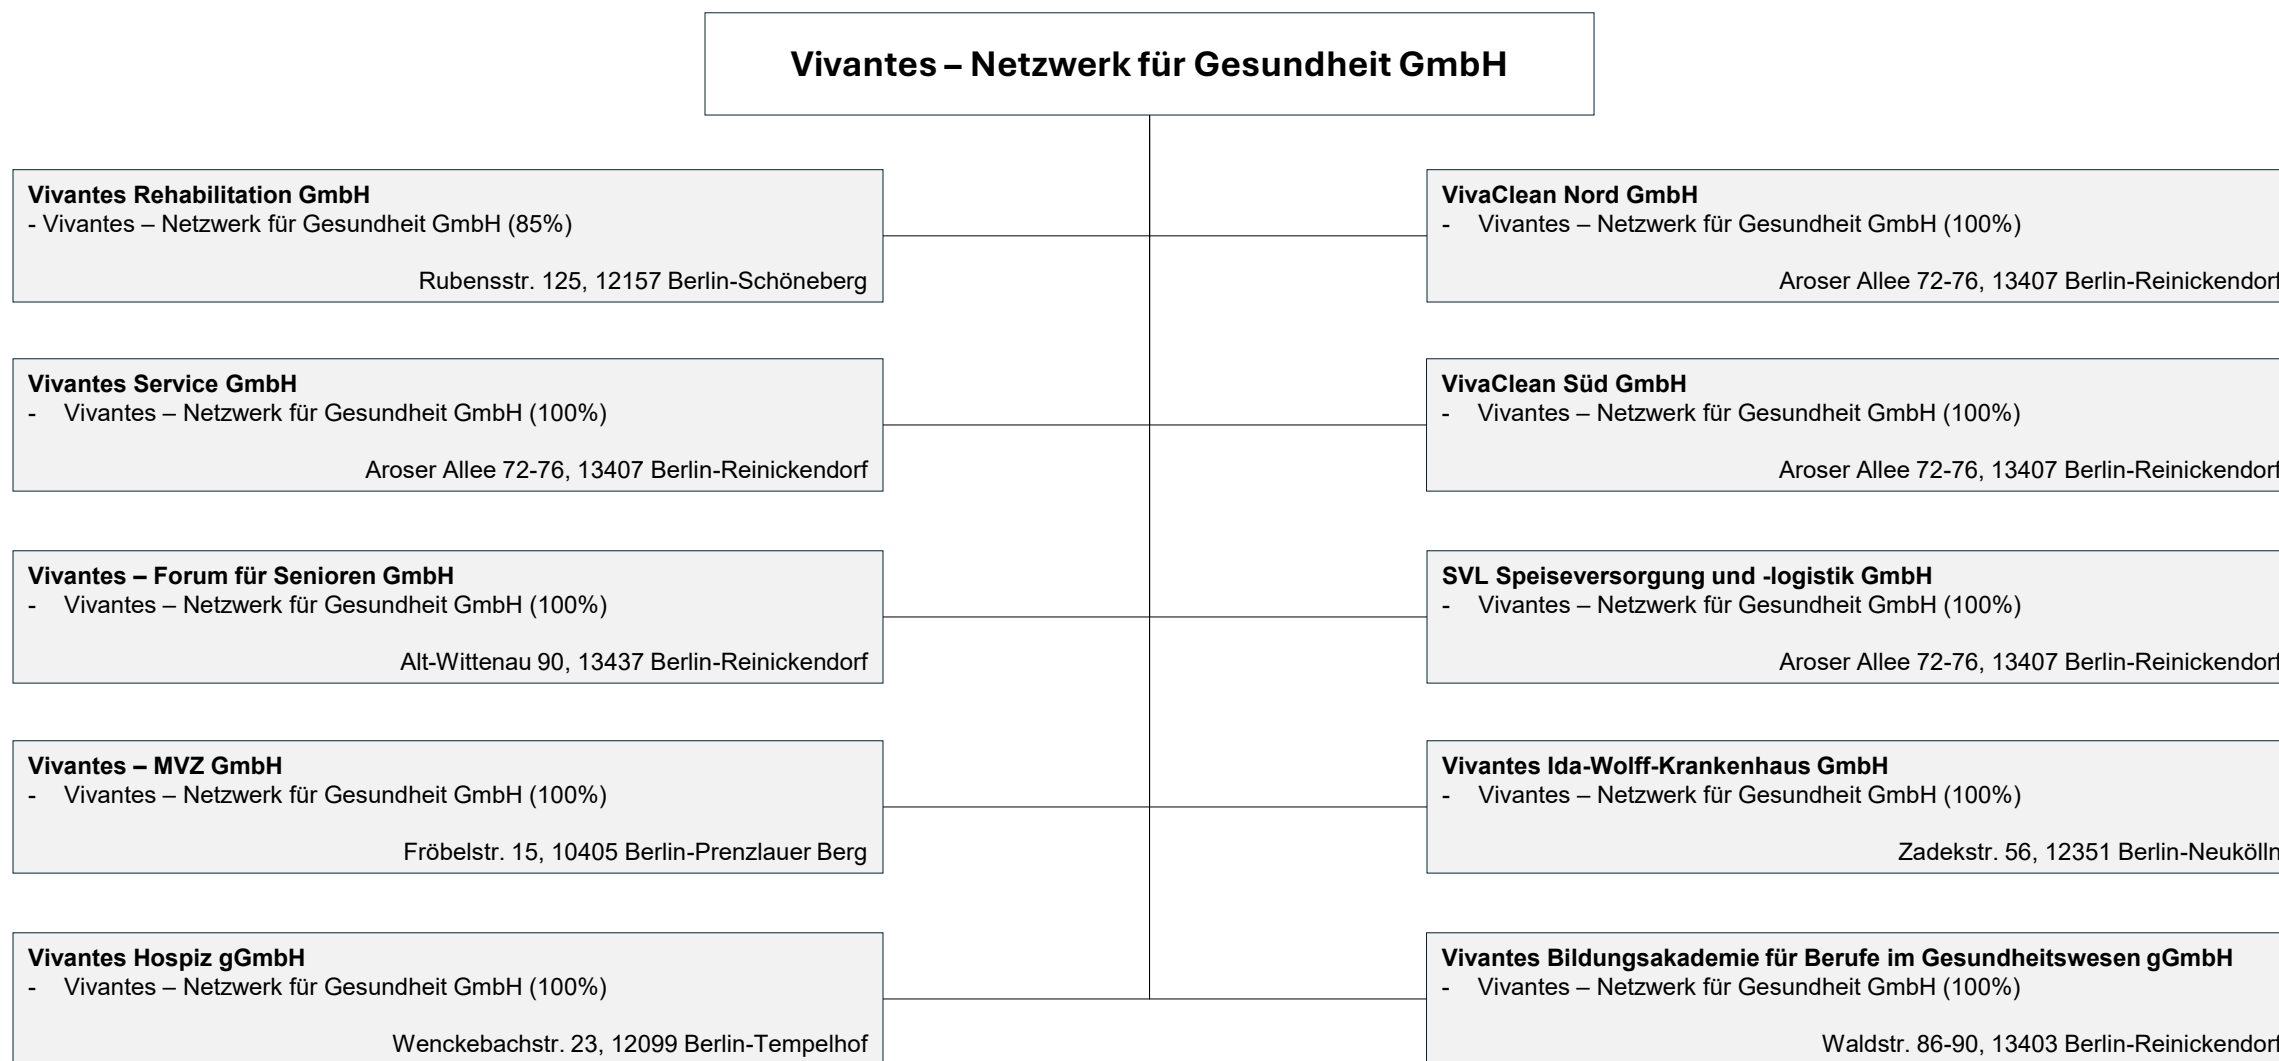 Vivantes – Netzwerk für Gesundheit GmbH
Vivantes Rehabilitation GmbH
- Vivantes – Netzwerk für Gesundheit GmbH (85%)
Rubensstr. 125, 12157 Berlin-Schöneberg
VivaClean Nord GmbH
- Vivantes – Netzwerk für Gesundheit GmbH (100%)
Aroser Allee 72-76, 13407 Berlin-Reinickendorf
Vivantes Service GmbH
- Vivantes – Netzwerk für Gesundheit GmbH (100%)
Aroser Allee 72-76, 13407 Berlin-Reinickendorf
VivaClean Süd GmbH
- Vivantes – Netzwerk für Gesundheit GmbH (100%)
Aroser Allee 72-76, 13407 Berlin-Reinickendorf
Vivantes – Forum für Senioren GmbH
- Vivantes – Netzwerk für Gesundheit GmbH (100%)
Alt-Wittenau 90, 13437 Berlin-Reinickendorf
SVL Speiseversorgung und -logistik GmbH
- Vivantes – Netzwerk für Gesundheit GmbH (100%)
Aroser Allee 72-76, 13407 Berlin-Reinickendorf
Vivantes – MVZ GmbH
- Vivantes – Netzwerk für Gesundheit GmbH (100%)
Fröbelstr. 15, 10405 Berlin-Prenzlauer Berg
Vivantes Ida-Wolff-Krankenhaus GmbH
- Vivantes – Netzwerk für Gesundheit GmbH (100%)
Zadekstr. 56, 12351 Berlin-Neukölln
Vivantes Hospiz gGmbH
- Vivantes – Netzwerk für Gesundheit GmbH (100%)
Wenckebachstr. 23, 12099 Berlin-Tempelhof
Vivantes Bildungsakademie für Berufe im Gesundheitswesen gGmbH
- Vivantes – Netzwerk für Gesundheit GmbH (100%)
Waldstr. 86-90, 13403 Berlin-Reinickendorf